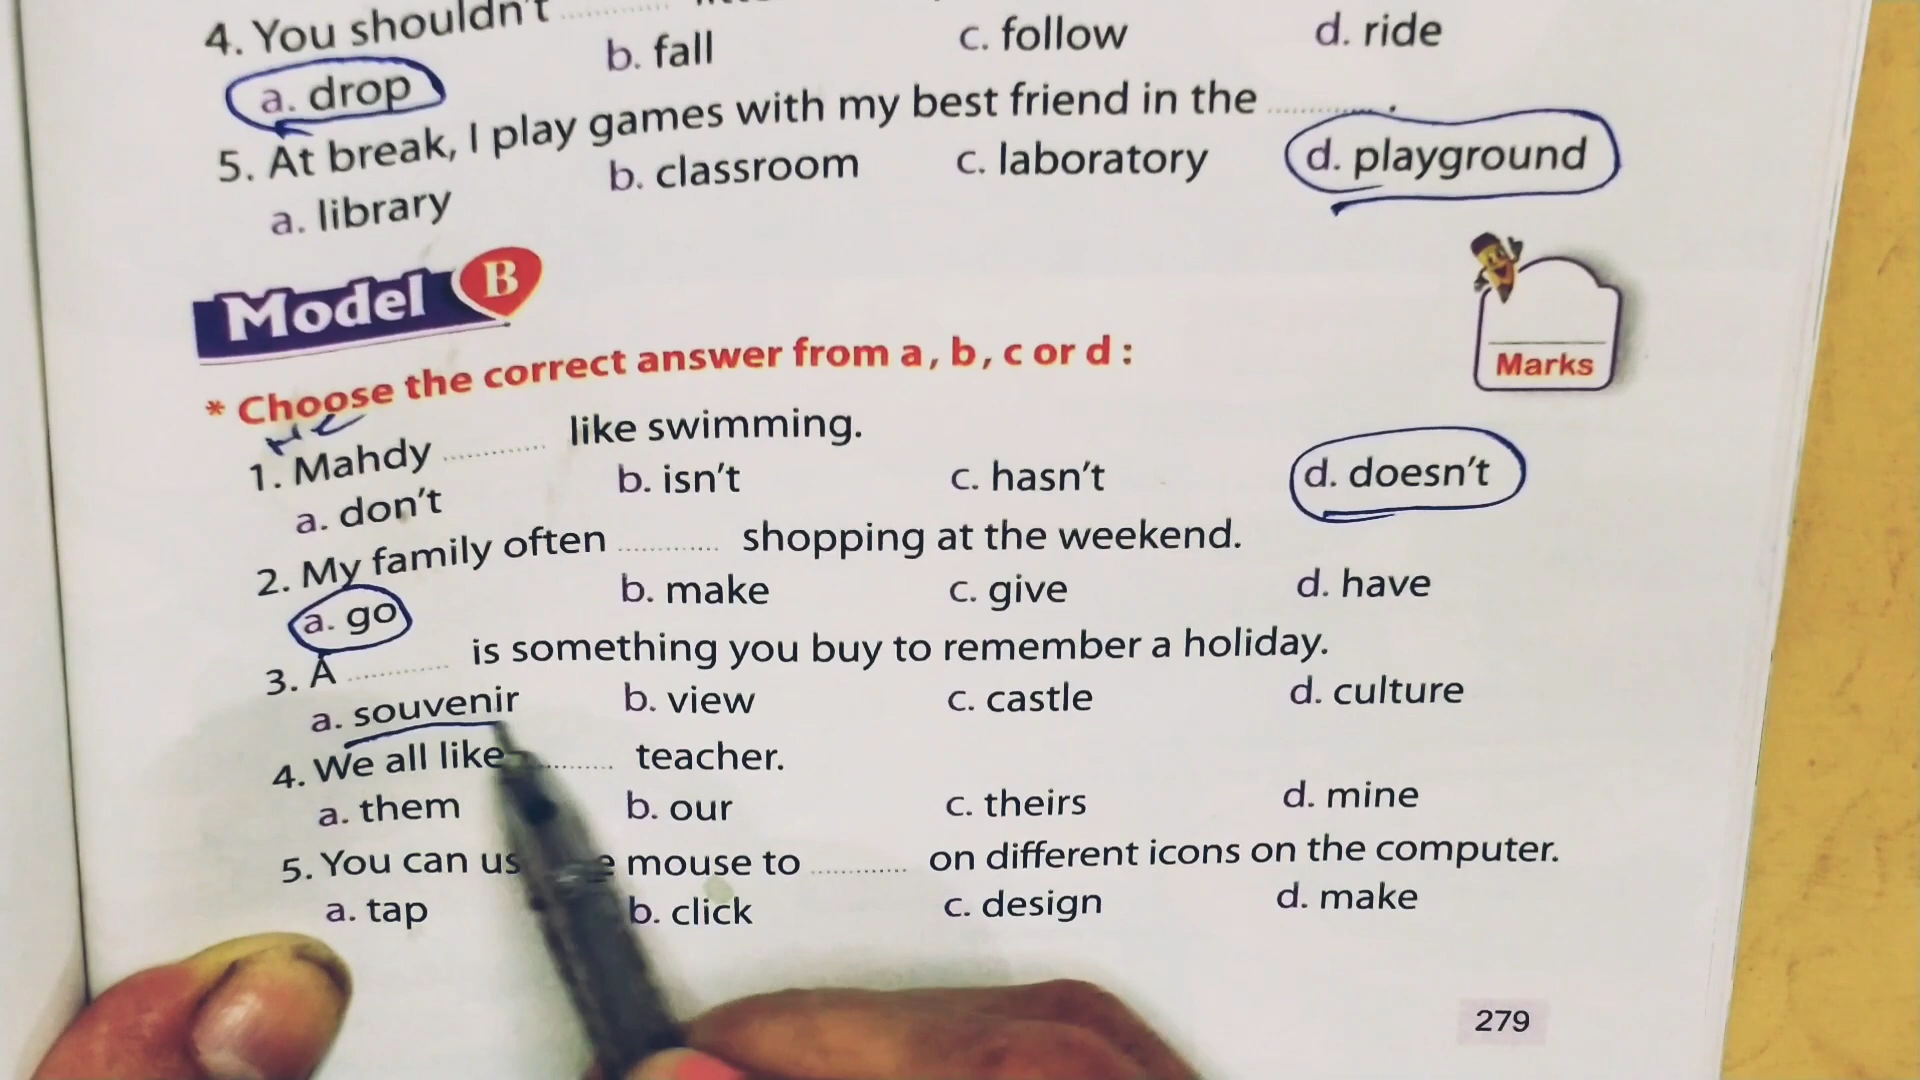 4. You shouldn't ............
a. drop b. fall c. follow d. ride
5. At break, I play games with my best friend in the ............ .
a. library b. classroom c. laboratory d. playground
Model B
Marks
* Choose the correct answer from a , b , c or d :
He
1. Mahdy ............ like swimming.
a. don't b. isn't c. hasn't d. doesn't
2. My family often ............ shopping at the weekend.
a. go b. make c. give d. have
3. A ............ is something you buy to remember a holiday.
a. souvenir b. view c. castle d. culture
4. We all like ............ teacher.
a. them b. our c. theirs d. mine
5. You can us e mouse to ............ on different icons on the computer.
a. tap b. click c. design d. make
279